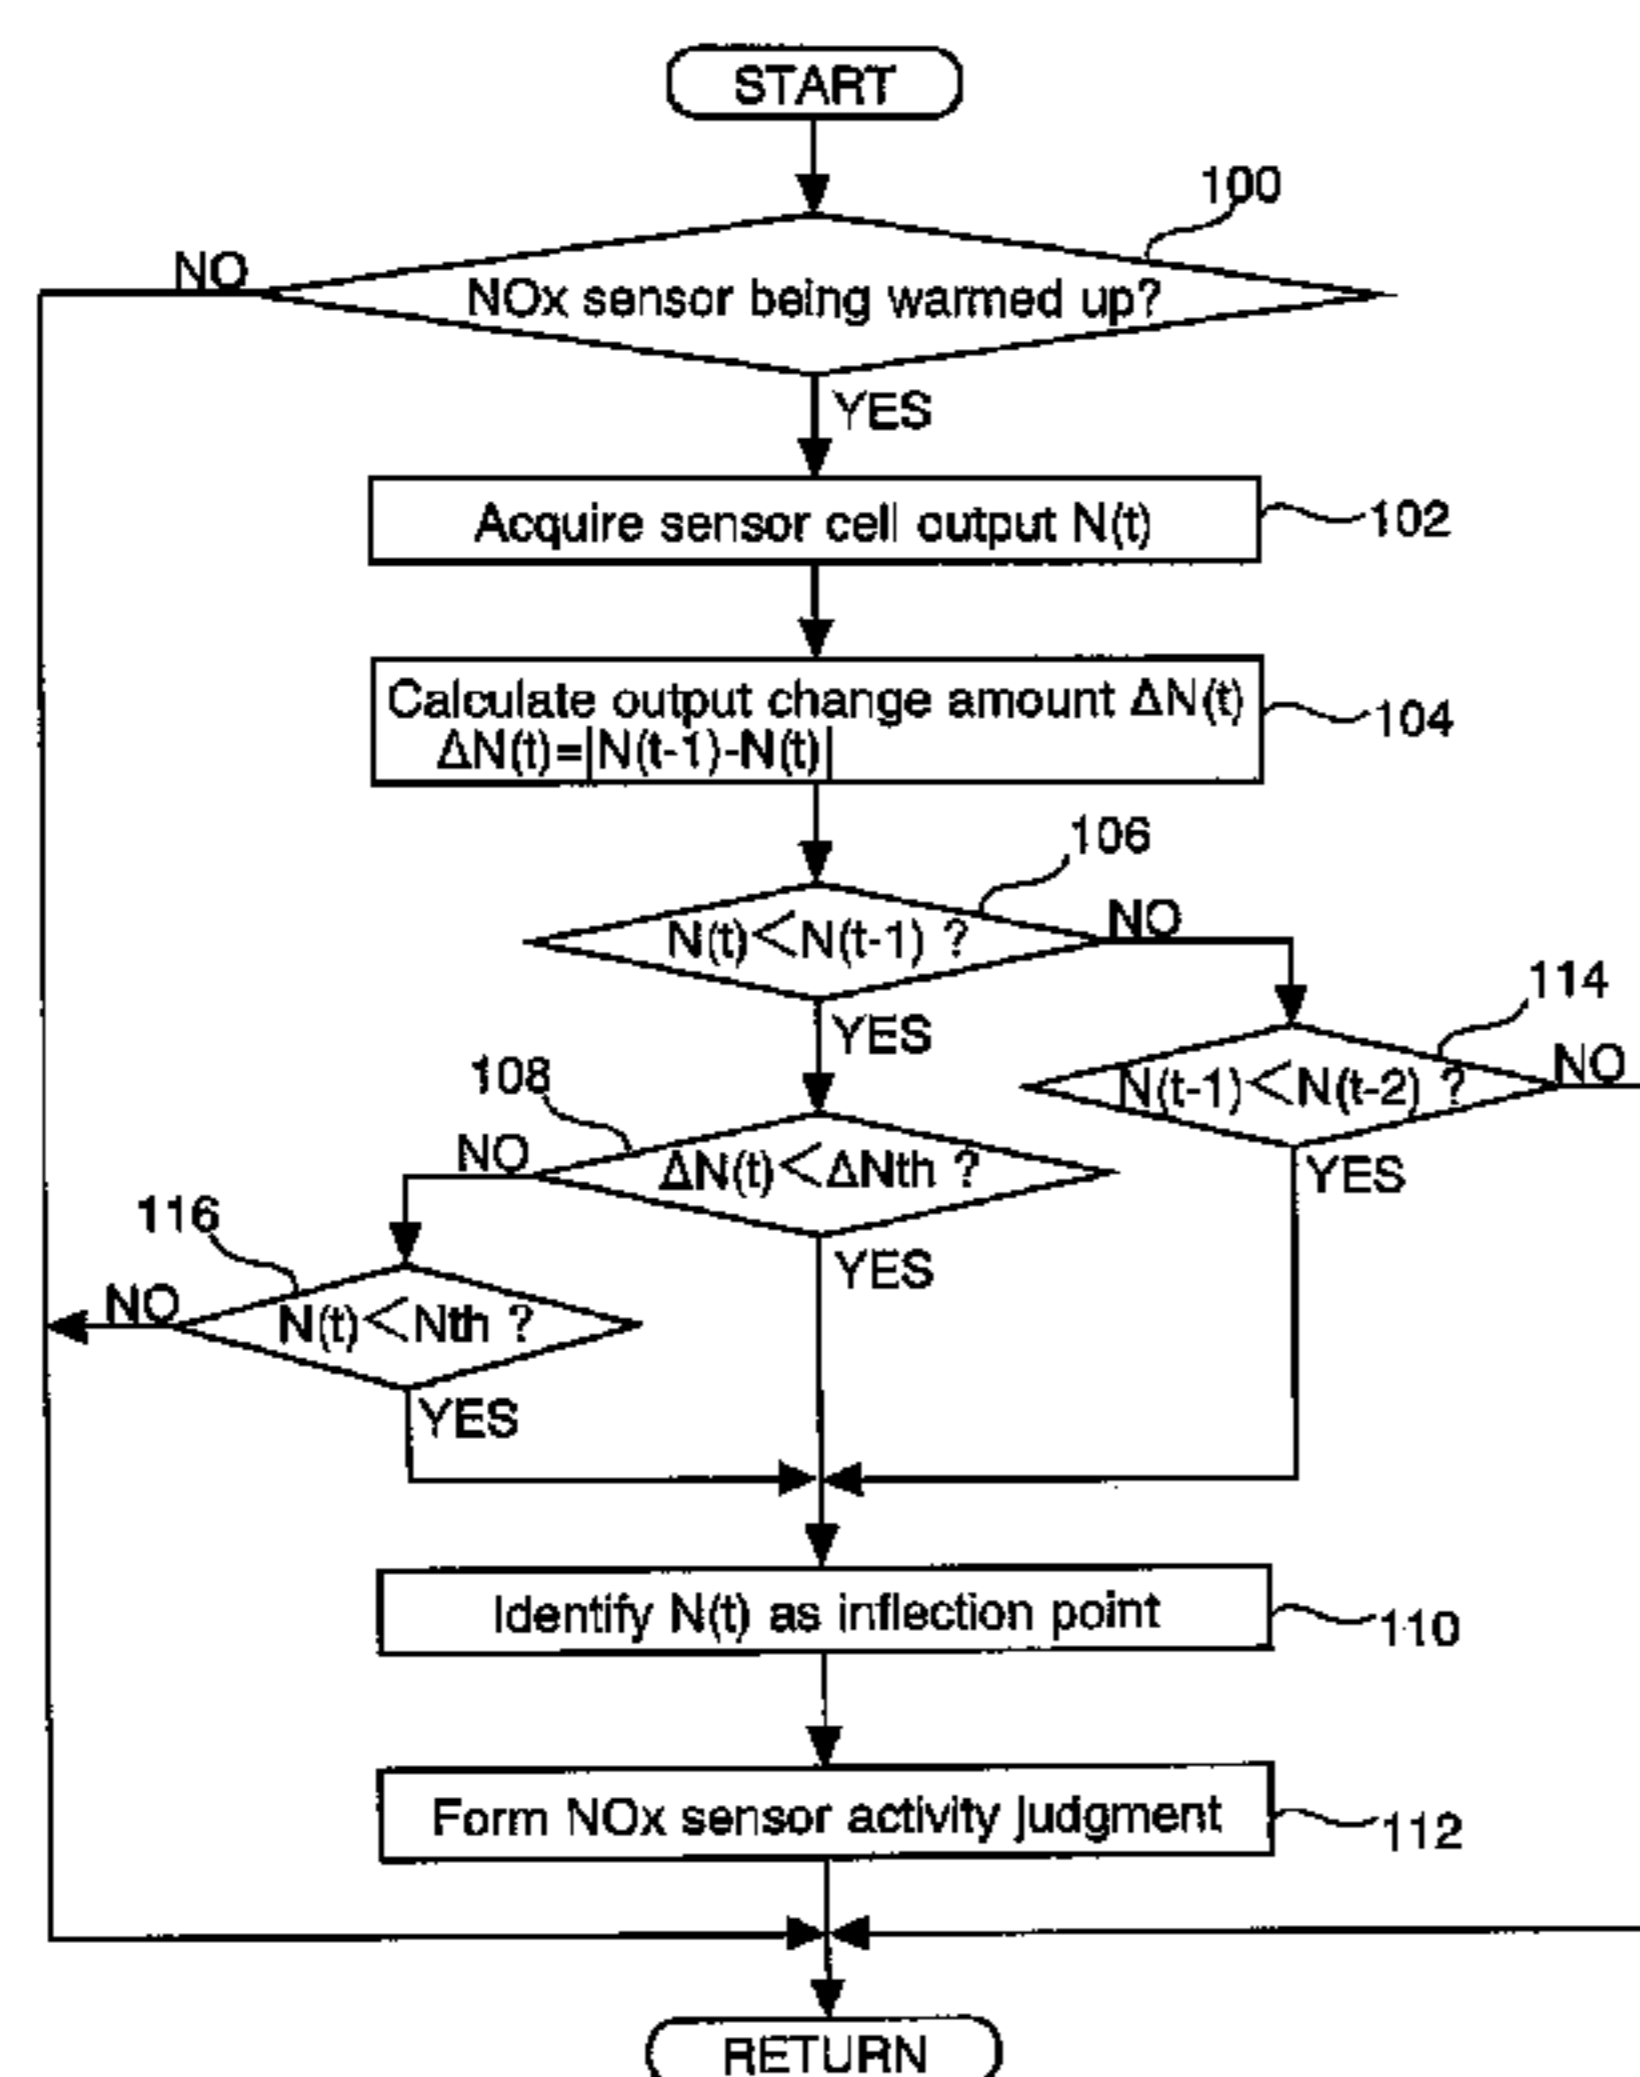 START
100
NO
NOx sensor being warmed up?
YES
Acquire sensor cell output N(t)
102
Calculate output change amount ΔN(t)
ΔN(t)=|N(t-1)-N(t)|
104
106
N(t)<N(t-1) ?
NO
YES
114
N(t-1)<N(t-2) ?
NO
YES
108
NO
ΔN(t)<ΔNth ?
YES
116
NO
N(t)<Nth ?
YES
Identify N(t) as inflection point
110
Form NOx sensor activity judgment
112
RETURN